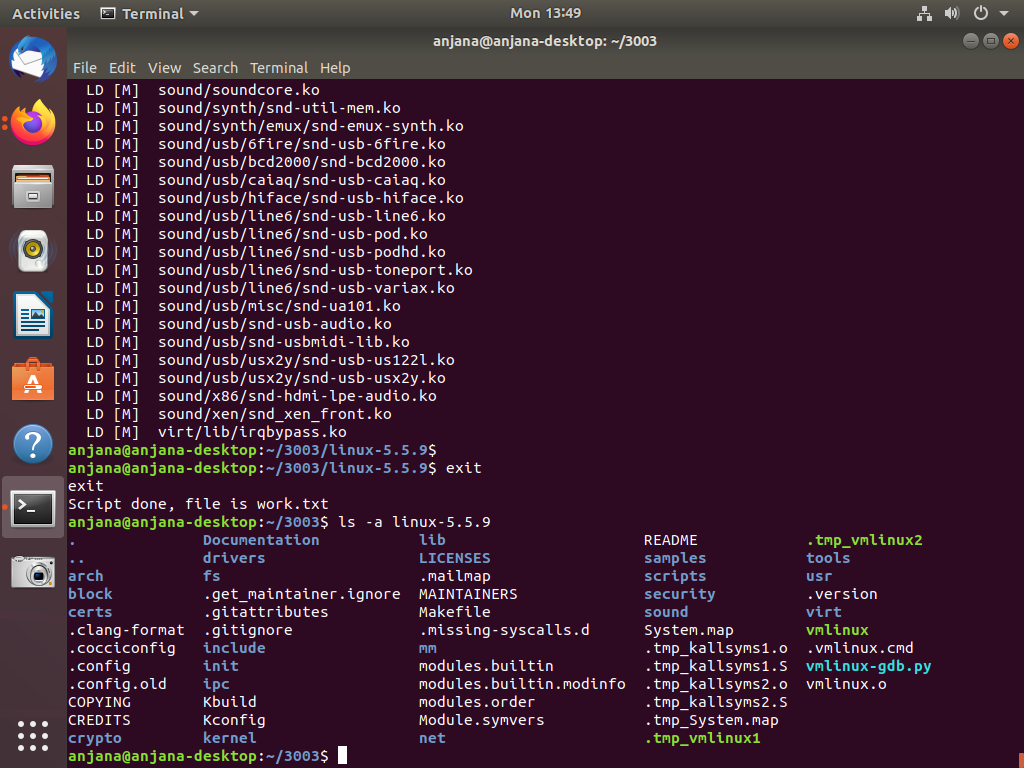 Activities Terminal Mon 13:49
anjana@anjana-desktop: ~/3003
File Edit View Search Terminal Help
LD [M] sound/soundcore.ko
LD [M] sound/synth/snd-util-mem.ko
LD [M] sound/synth/emux/snd-emux-synth.ko
LD [M] sound/usb/6fire/snd-usb-6fire.ko
LD [M] sound/usb/bcd2000/snd-bcd2000.ko
LD [M] sound/usb/caiaq/snd-usb-caiaq.ko
LD [M] sound/usb/hiface/snd-usb-hiface.ko
LD [M] sound/usb/line6/snd-usb-line6.ko
LD [M] sound/usb/line6/snd-usb-pod.ko
LD [M] sound/usb/line6/snd-usb-podhd.ko
LD [M] sound/usb/line6/snd-usb-toneport.ko
LD [M] sound/usb/line6/snd-usb-variax.ko
LD [M] sound/usb/misc/snd-ua101.ko
LD [M] sound/usb/snd-usb-audio.ko
LD [M] sound/usb/snd-usbmidi-lib.ko
LD [M] sound/usb/usx2y/snd-usb-us122l.ko
LD [M] sound/usb/usx2y/snd-usb-usx2y.ko
LD [M] sound/x86/snd-hdmi-lpe-audio.ko
LD [M] sound/xen/snd_xen_front.ko
LD [M] virt/lib/irqbypass.ko
anjana@anjana-desktop:~/3003/linux-5.5.9$
anjana@anjana-desktop:~/3003/linux-5.5.9$ exit
exit
Script done, file is work.txt
anjana@anjana-desktop:~/3003$ ls -a linux-5.5.9
. Documentation lib README .tmp_vmlinux2
.. drivers LICENSES samples tools
arch fs .mailmap scripts usr
block .get_maintainer.ignore MAINTAINERS security .version
certs .gitattributes Makefile sound virt
.clang-format .gitignore .missing-syscalls.d System.map vmlinux
.cocciconfig include mm .tmp_kallsyms1.o .vmlinux.cmd
.config init modules.builtin .tmp_kallsyms1.S vmlinux-gdb.py
.config.old ipc modules.builtin.modinfo .tmp_kallsyms2.o vmlinux.o
COPYING Kbuild modules.order .tmp_kallsyms2.S
CREDITS Kconfig Module.symvers .tmp_System.map
crypto kernel net .tmp_vmlinux1
anjana@anjana-desktop:~/3003$